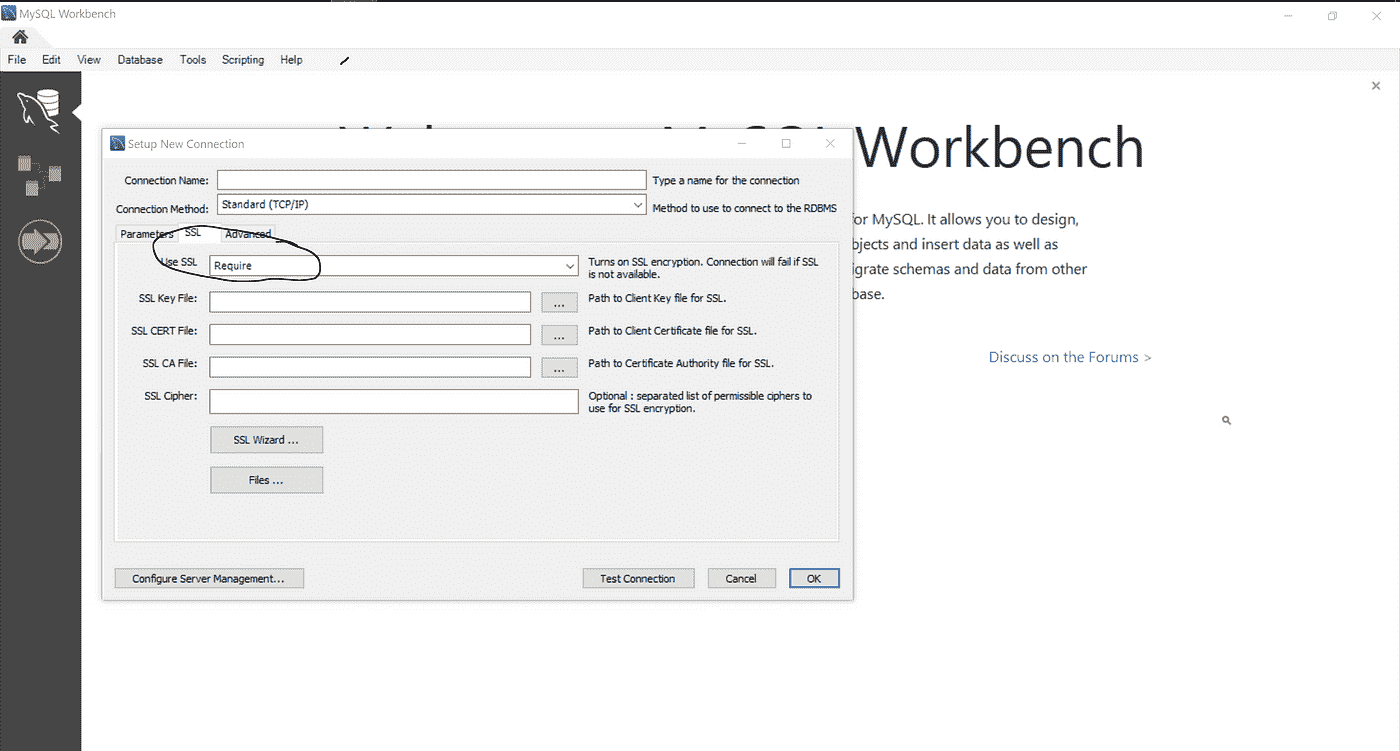 MySQL Workbench
File Edit View Database Tools Scripting Help
Workbench
Setup New Connection
Connection Name: Type a name for the connection
Connection Method: Standard (TCP/IP) Method to use to connect to the RDBMS
for MySQL. It allows you to design,
Parameters SSL Advanced
bjects and insert data as well as
Use SSL Require Turns on SSL encryption. Connection will fail if SSL
is not available.
igrate schemas and data from other
base.
SSL Key File: ... Path to Client Key file for SSL.
SSL CERT File: ... Path to Client Certificate file for SSL.
Discuss on the Forums >
SSL CA File: ... Path to Certificate Authority file for SSL.
SSL Cipher: Optional : separated list of permissible ciphers to
use for SSL encryption.
SSL Wizard ...
Files ...
Configure Server Management... Test Connection Cancel OK